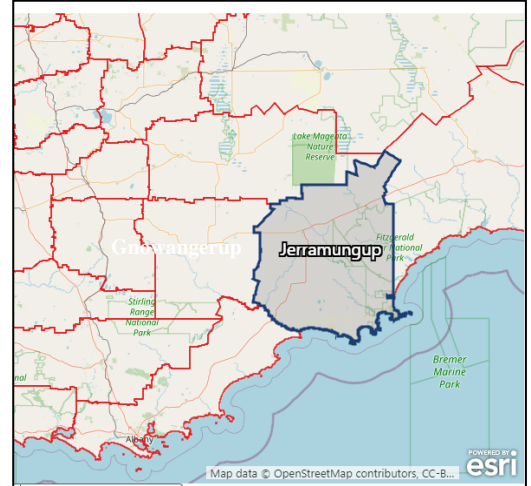 Lake Magenta
Nature
Reserve
Gnowangerup
Jerramungup
Fitzgerald
National
Park
Stirling
Range
National
Park
Bremer
Marine
Park
Albany
Map data © OpenStreetMap contributors, CC-B...
POWERED BY
esri